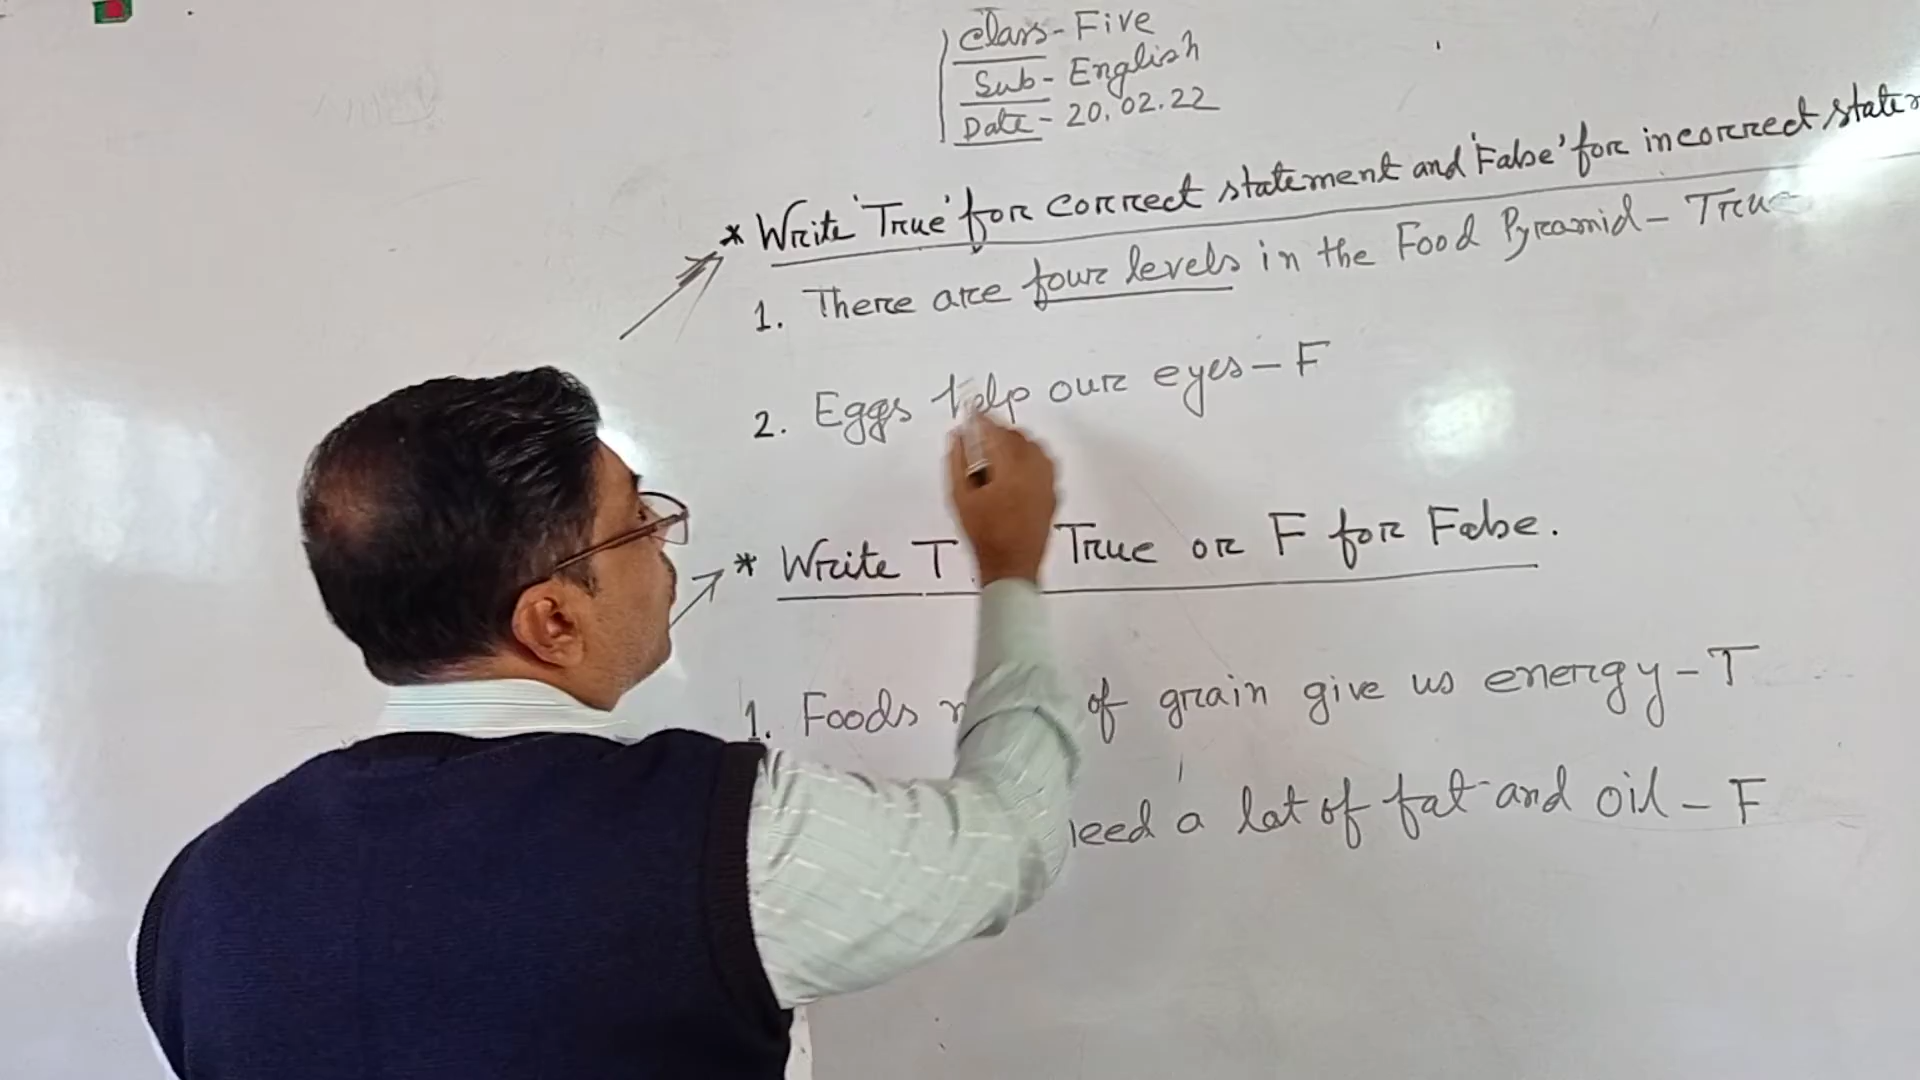 Class - Five
Sub - English
Date - 20.02.22
* Write 'True' for correct statement and 'False' for incorrect
1. There are four levels in the Food Pyramid - True
2. Eggs help our eyes - F
* Write T True or F for False.
1. Foods of grain give us energy - T
a lot of fat and oil - F